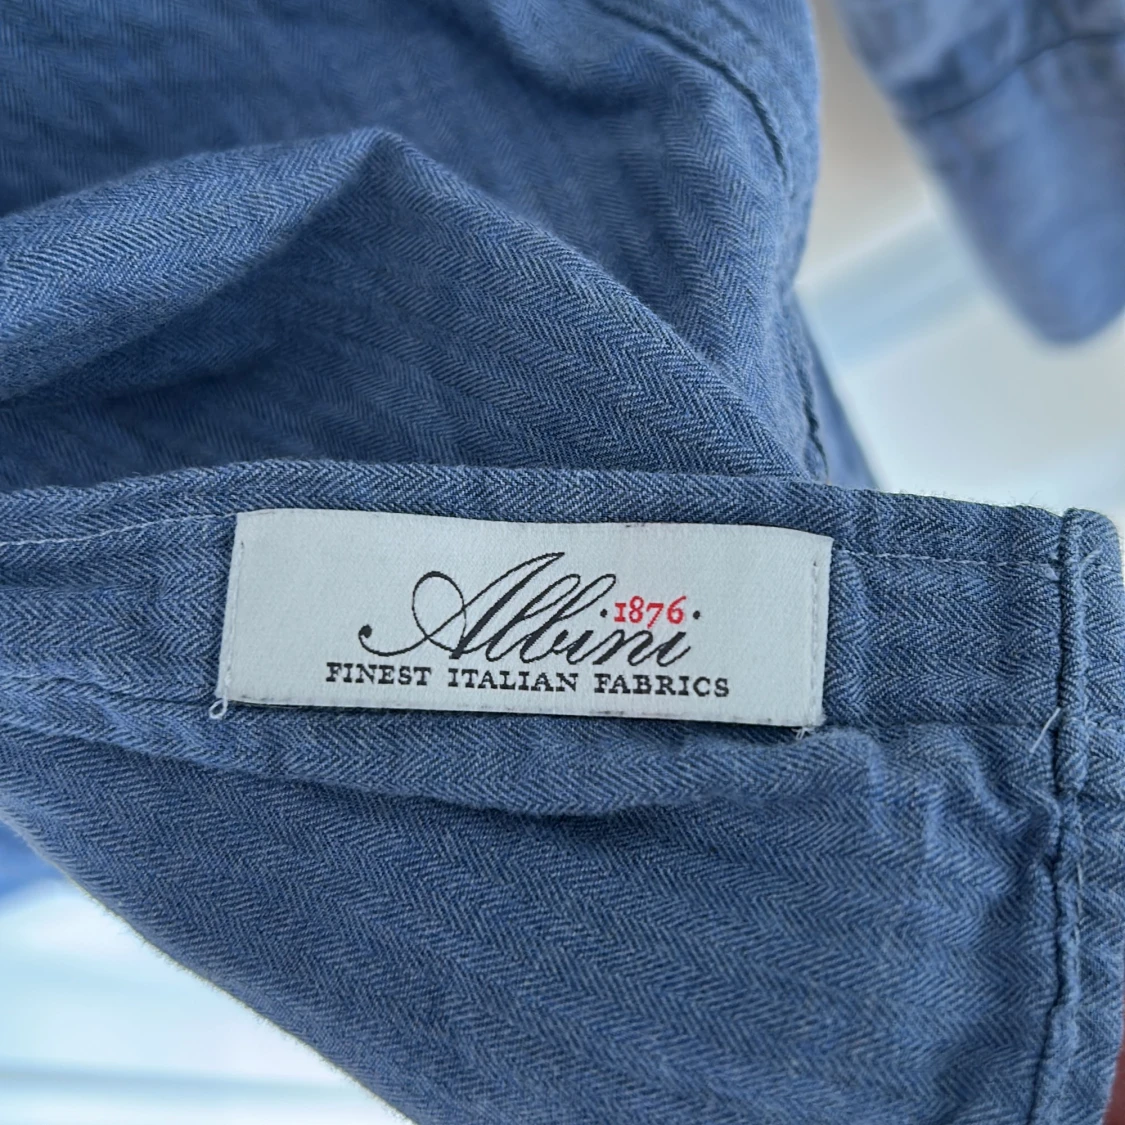 ·1876·
Albini
FINEST ITALIAN FABRICS